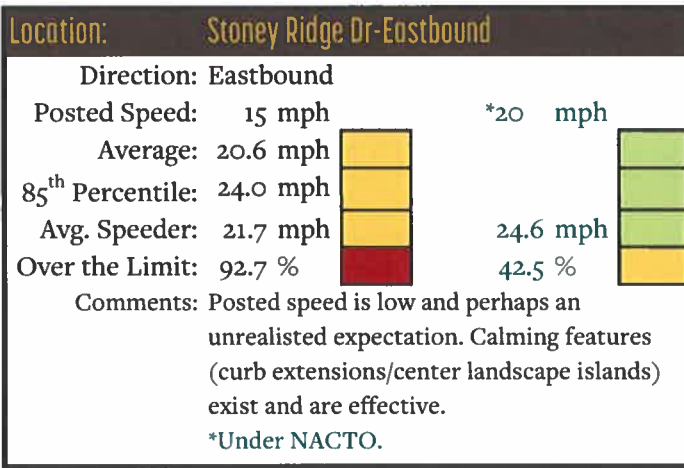 Location: Stoney Ridge Dr-Eastbound
Direction: Eastbound
Posted Speed: 15 mph *20 mph
Average: 20.6 mph
85th Percentile: 24.0 mph
Avg. Speeder: 21.7 mph 24.6 mph
Over the Limit: 92.7 % 42.5 %
Comments: Posted speed is low and perhaps an
unrealisted expectation. Calming features
(curb extensions/center landscape islands)
exist and are effective.
*Under NACTO.